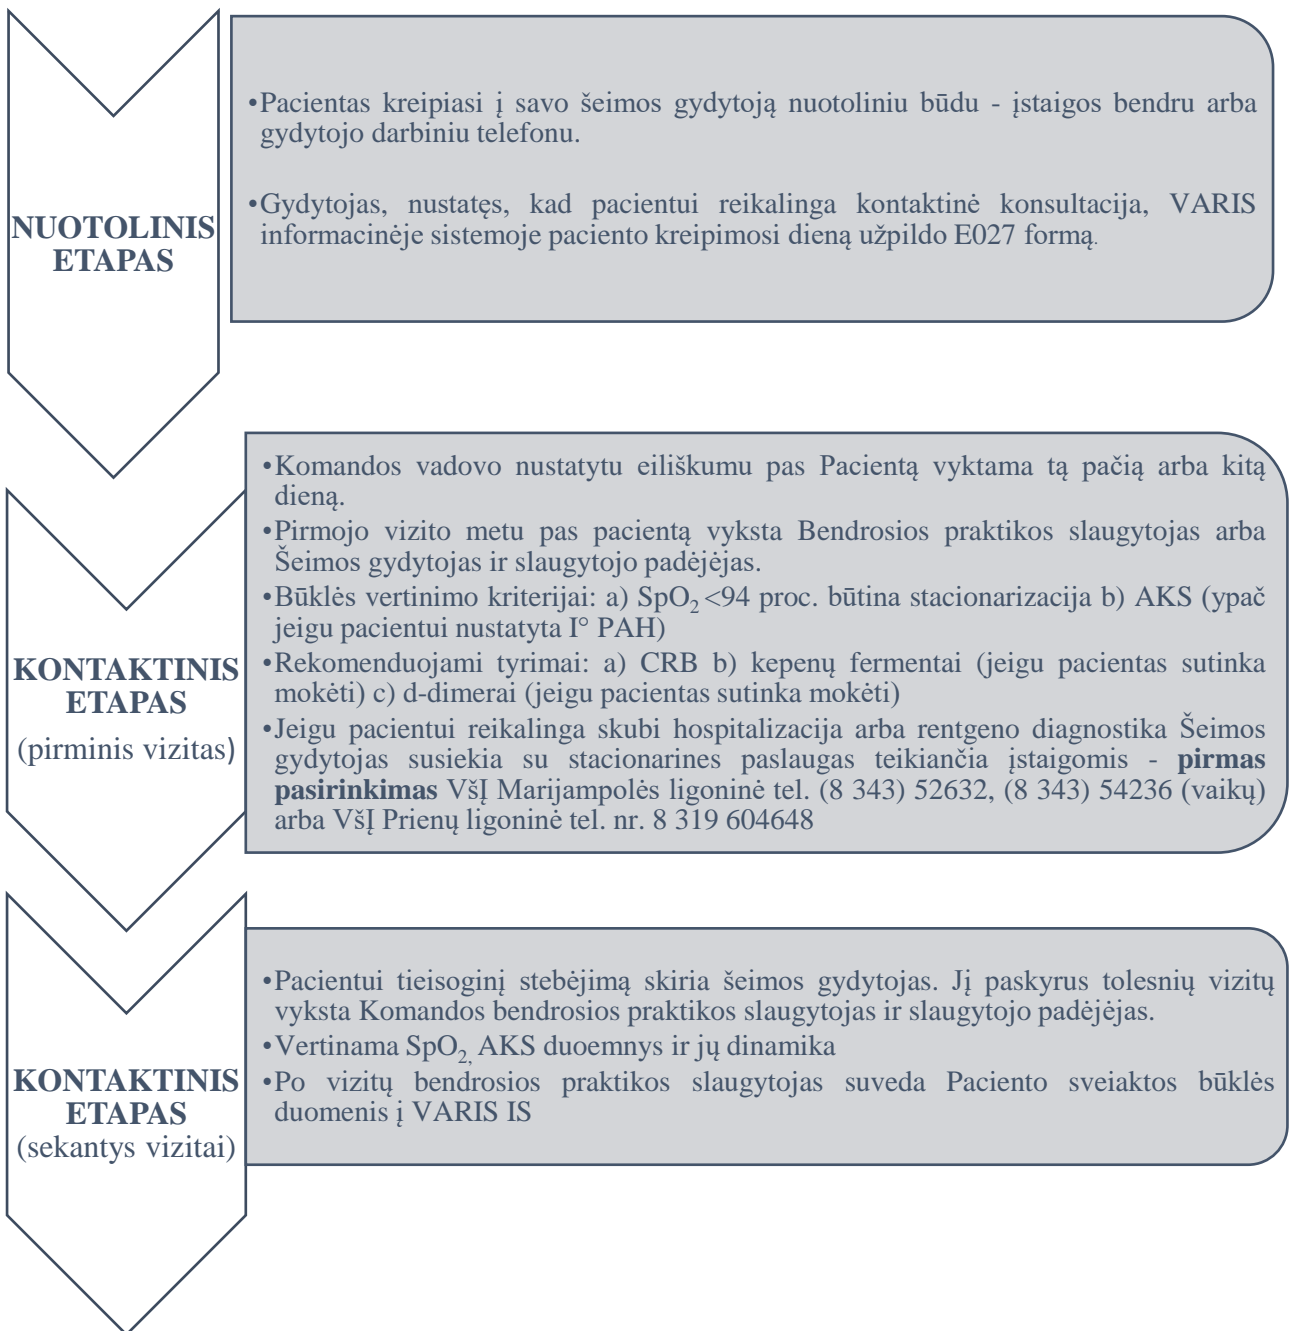 NUOTOLINIS
ETAPAS
•Pacientas kreipiasi į savo šeimos gydytoją nuotoliniu būdu - įstaigos bendru arba
gydytojo darbiniu telefonu.
•Gydytojas, nustatęs, kad pacientui reikalinga kontaktinė konsultacija, VARIS
informacinėje sistemoje paciento kreipimosi dieną užpildo E027 formą.
KONTAKTINIS
ETAPAS
(pirminis vizitas)
•Komandos vadovo nustatytu eiliškumu pas Pacientą vyktama tą pačią arba kitą
dieną.
•Pirmojo vizito metu pas pacientą vyksta Bendrosios praktikos slaugytojas arba
Šeimos gydytojas ir slaugytojo padėjėjas.
•Būklės vertinimo kriterijai: a) SpO₂ <94 proc. būtina stacionarizacija b) AKS (ypač
jeigu pacientui nustatyta I° PAH)
•Rekomenduojami tyrimai: a) CRB b) kepenų fermentai (jeigu pacientas sutinka
mokėti) c) d-dimerai (jeigu pacientas sutinka mokėti)
•Jeigu pacientui reikalinga skubi hospitalizacija arba rentgeno diagnostika Šeimos
gydytojas susiekia su stacionarines paslaugas teikiančia įstaigomis - pirmas
pasirinkimas VšĮ Marijampolės ligoninė tel. (8 343) 52632, (8 343) 54236 (vaikų)
arba VšĮ Prienų ligoninė tel. nr. 8 319 604648
KONTAKTINIS
ETAPAS
(sekantys vizitai)
•Pacientui tieisoginį stebėjimą skiria šeimos gydytojas. Jį paskyrus tolesnių vizitų
vyksta Komandos bendrosios praktikos slaugytojas ir slaugytojo padėjėjas.
•Vertinama SpO₂, AKS duoemnys ir jų dinamika
•Po vizitų bendrosios praktikos slaugytojas suveda Paciento sveiaktos būklės
duomenis į VARIS IS